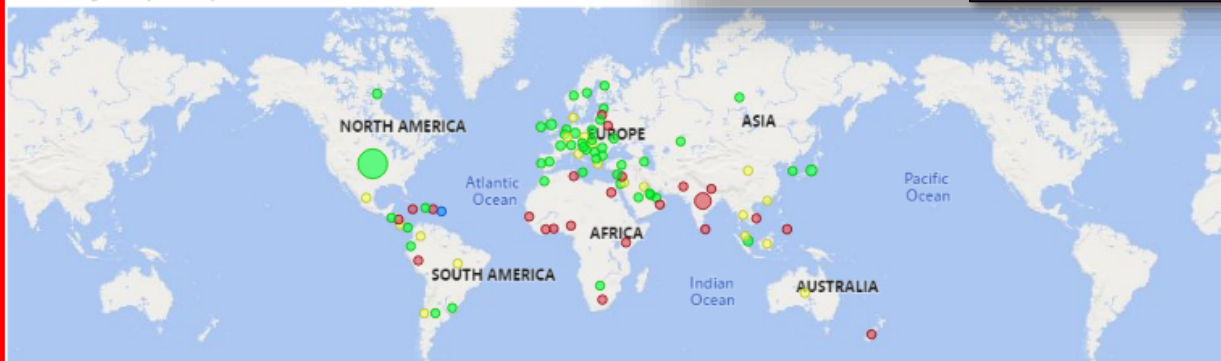 NORTH AMERICA
EUROPE
ASIA
Atlantic
Ocean
Pacific
Ocean
AFRICA
SOUTH AMERICA
Indian
Ocean
AUSTRALIA